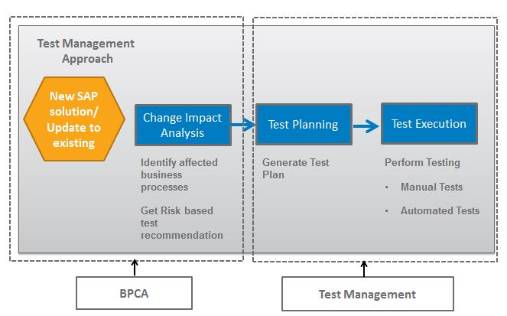 Test Management
Approach
New SAP
solution/
Update to
existing
Change Impact
Analysis
Identify affected
business
processes
Get Risk based
test
recommendation
Test Planning
Generate Test
Plan
Test Execution
Perform Testing
• Manual Tests
• Automated Tests
BPCA
Test Management